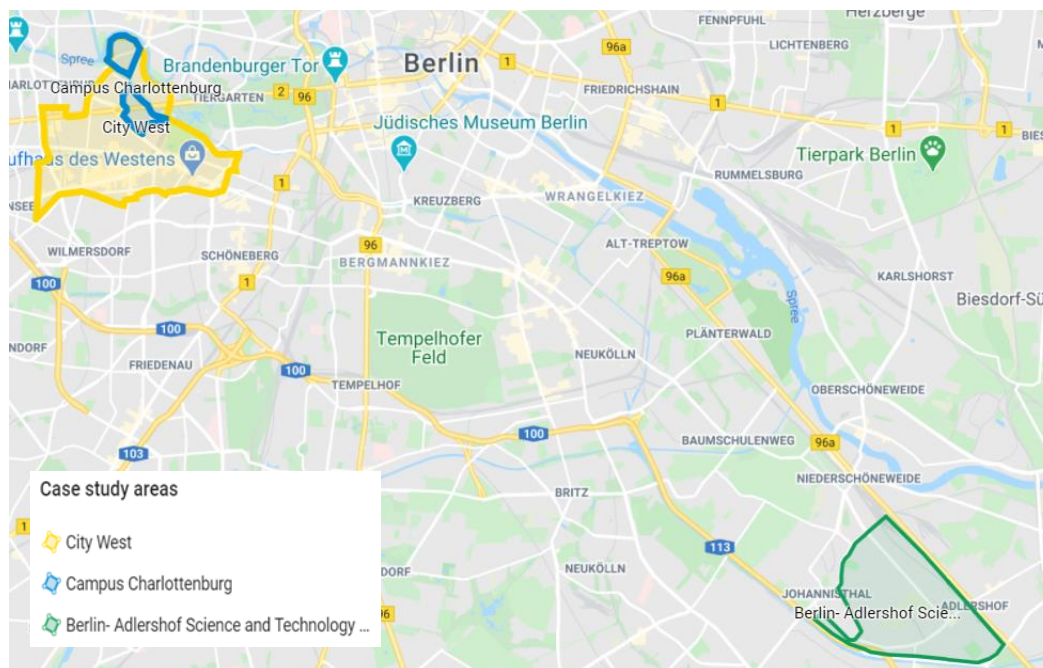 FENNPFUHL
Herzberge
96a
LICHTENBERG
Spree
Brandenburger Tor
Berlin
1
CHARLOTTENBURG
Campus Charlottenburg
TIERGARTEN
2
96
FRIEDRICHSHAIN
1
City West
Jüdisches Museum Berlin
1
1
BIES
ufhaus des Westens
Tierpark Berlin
1
RUMMELSBURG
NSEE
KREUZBERG
WRANGELKIEZ
WILMERSDORF
SCHÖNEBERG
96
BERGMANNKIEZ
ALT-TREPTOW
100
1
96a
KARLSHORST
Spree
Biesdorf-Sü
100
Tempelhofer
Feld
PLÄNTERWALD
NDORF
FRIEDENAU
100
NEUKÖLLN
TEMPELHOF
OBERSCHÖNEWEIDE
103
100
BAUMSCHULENWEG
96a
NIEDERSCHÖNEWEIDE
BRITZ
Case study areas
1
City West
Campus Charlottenburg
Berlin- Adlershof Science and Technology ...
113
DORF
NEUKÖLLN
96
JOHANNISTHAL
Berlin- Adlershof Scie...
ADLERSHOF